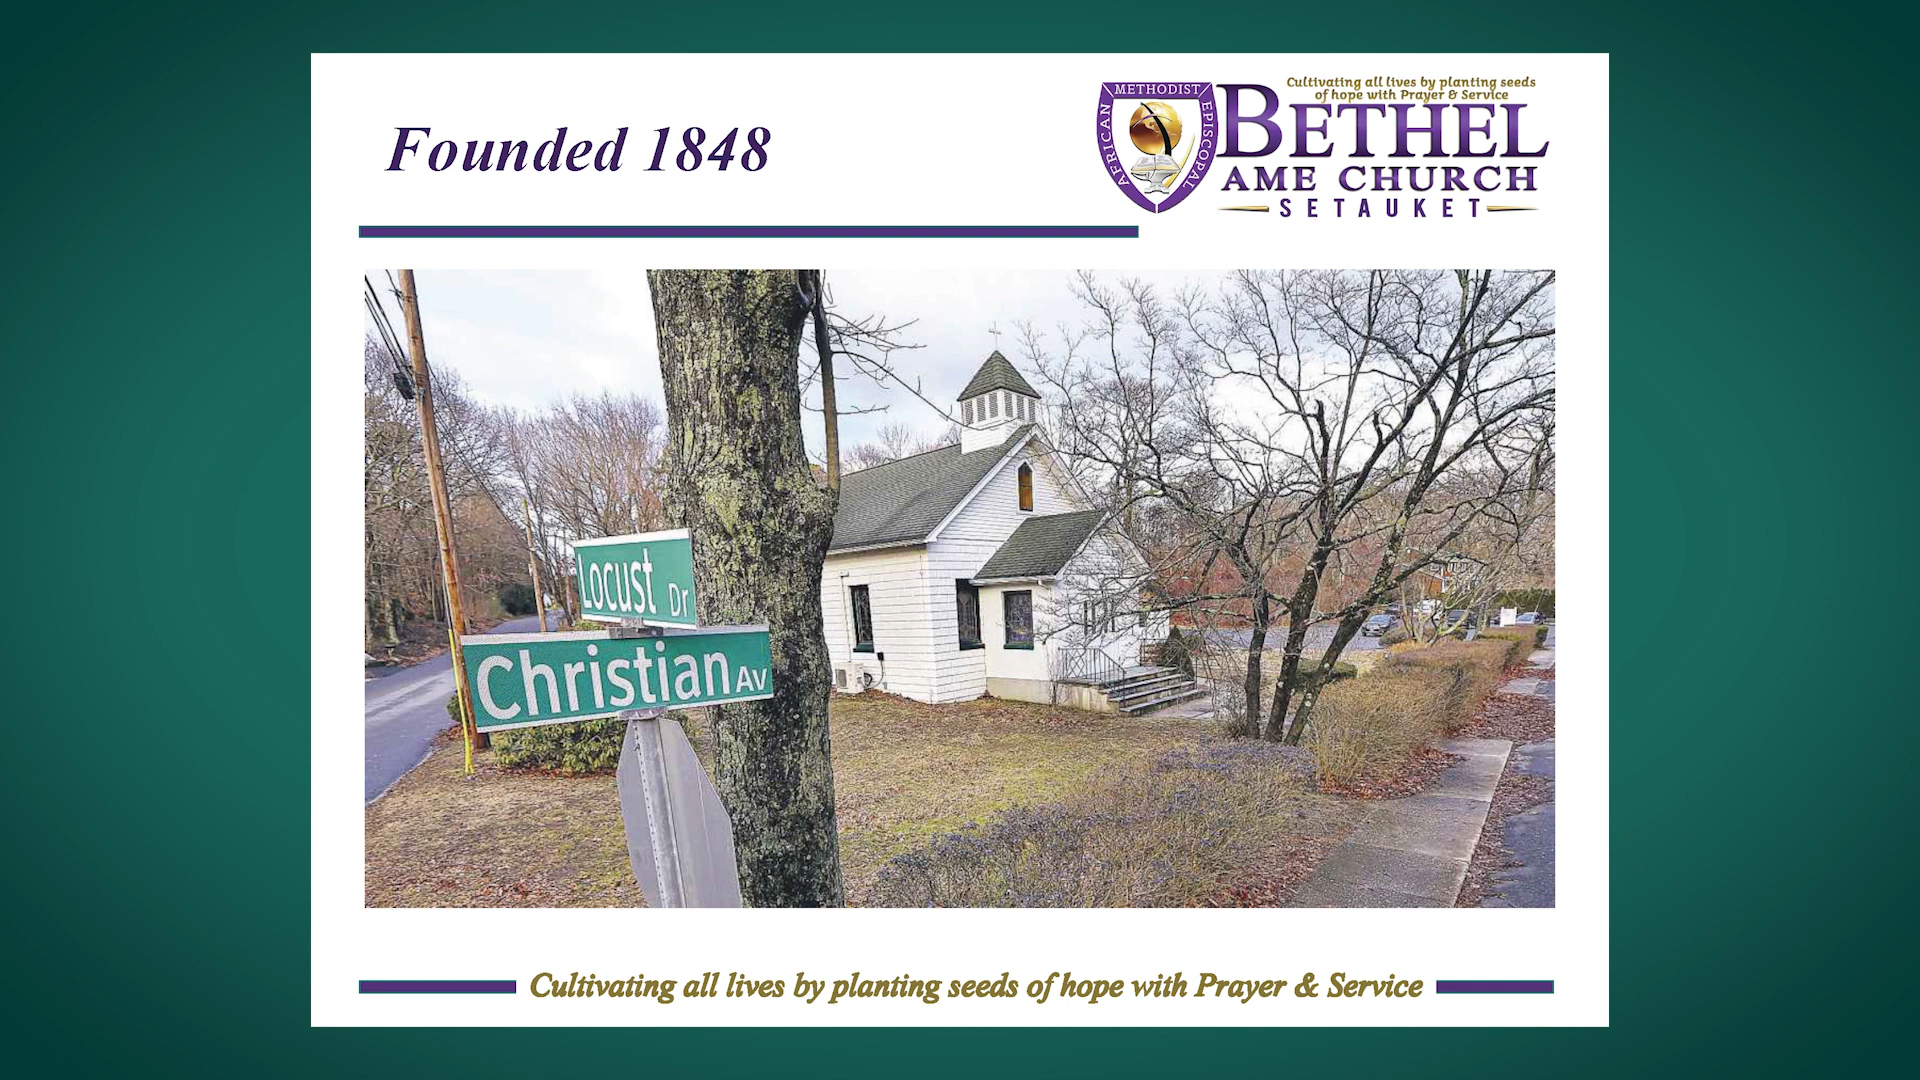 Founded 1848
Cultivating all lives by planting seeds
of hope with Prayer & Service
AFRICAN METHODIST EPISCOPAL
BETHEL
AME CHURCH
SETAUKET
Locust Dr
Christian Av
Cultivating all lives by planting seeds of hope with Prayer & Service